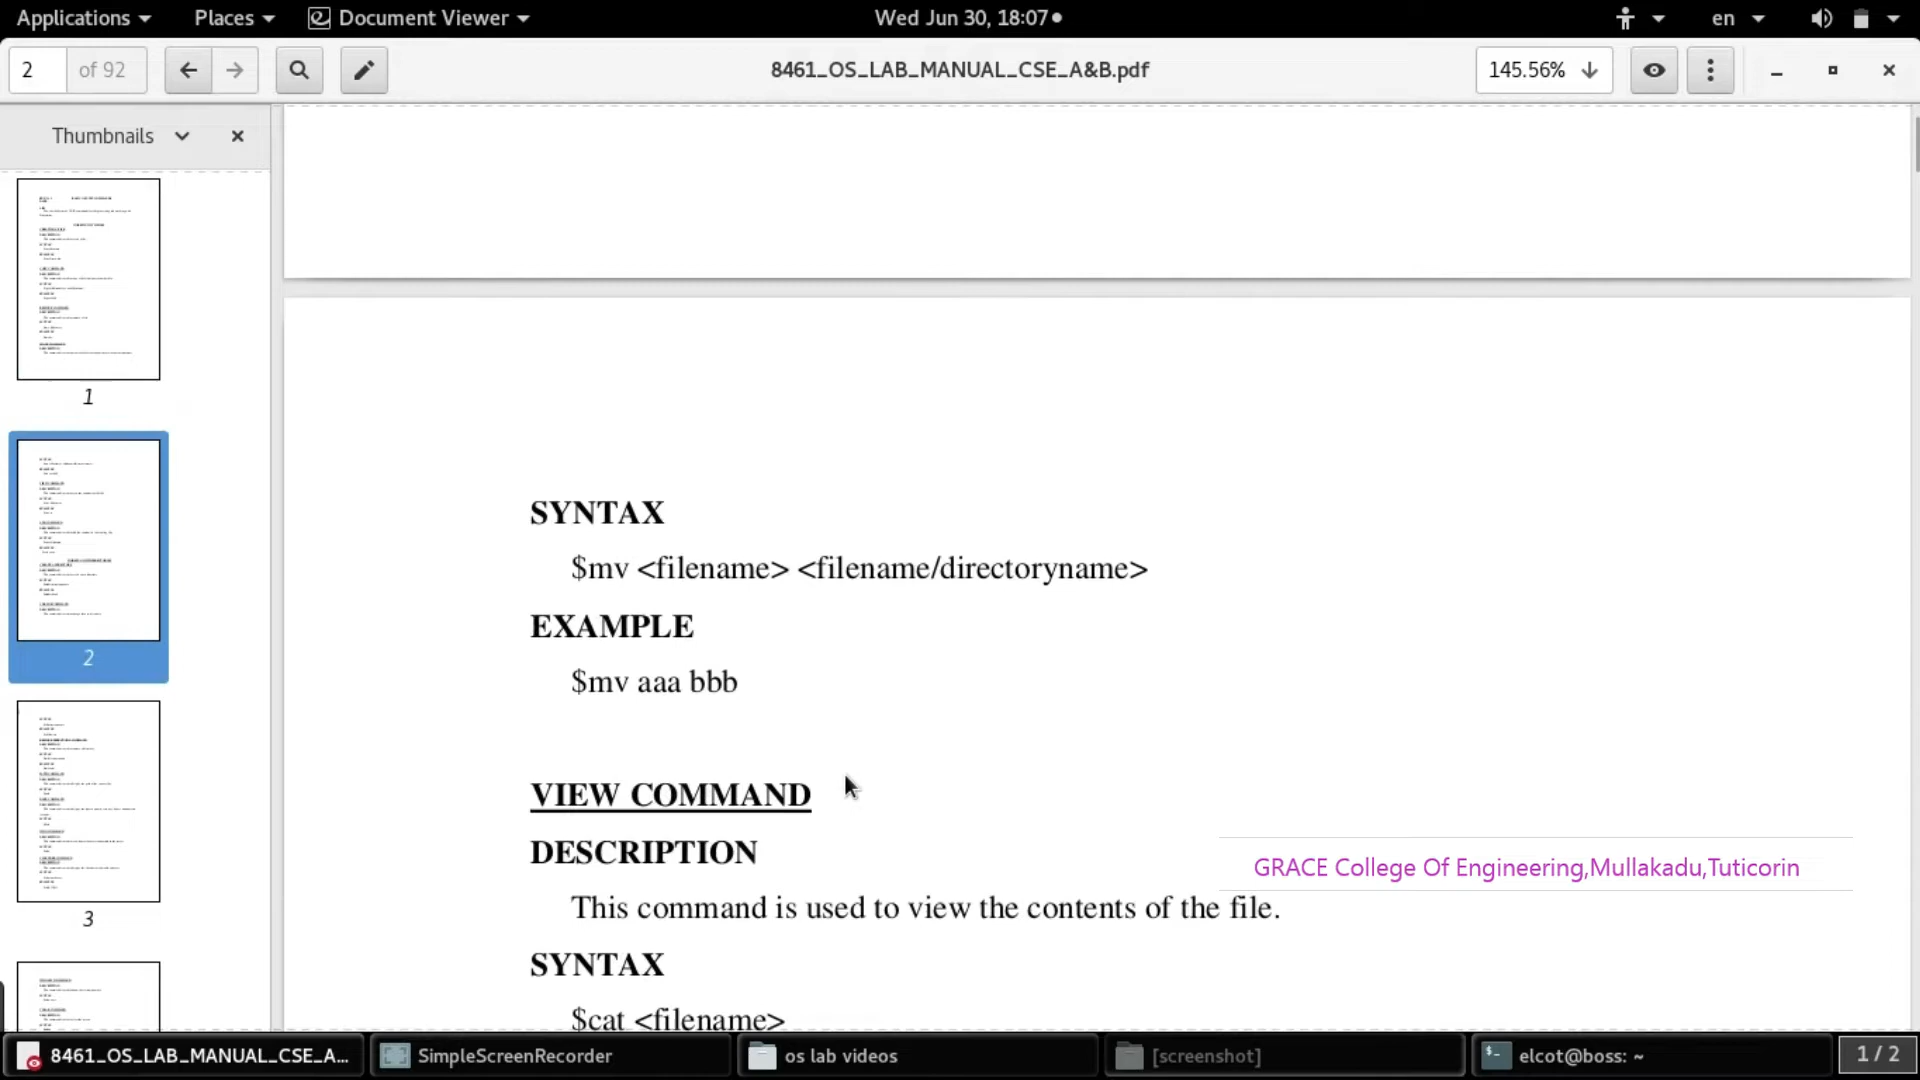 Applications Places Document Viewer Wed Jun 30, 18:07 en
2 of 92 8461_OS_LAB_MANUAL_CSE_A&B.pdf 145.56%
Thumbnails
1
2
3
SYNTAX
$mv <filename> <filename/directoryname>
EXAMPLE
$mv aaa bbb
VIEW COMMAND
DESCRIPTION
GRACE College Of Engineering,Mullakadu,Tuticorin
This command is used to view the contents of the file.
SYNTAX
$cat <filename>
8461_OS_LAB_MANUAL_CSE_A... SimpleScreenRecorder os lab videos [screenshot] elcot@boss: ~ 1 / 2